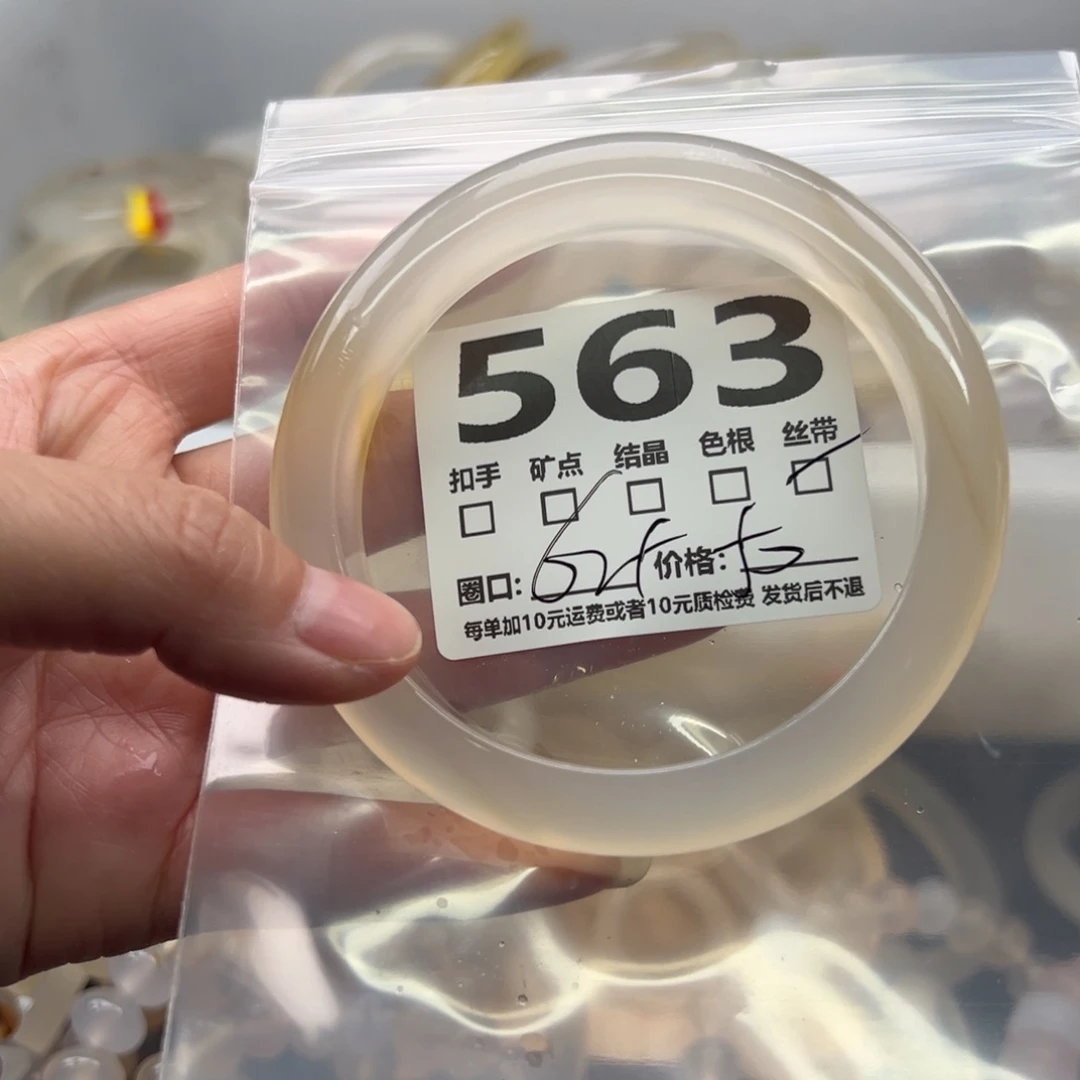 563
扣手 矿点 结晶 色根 丝带
圈口: 价格:
每单加10元运费或者10元质检费 发货后不退